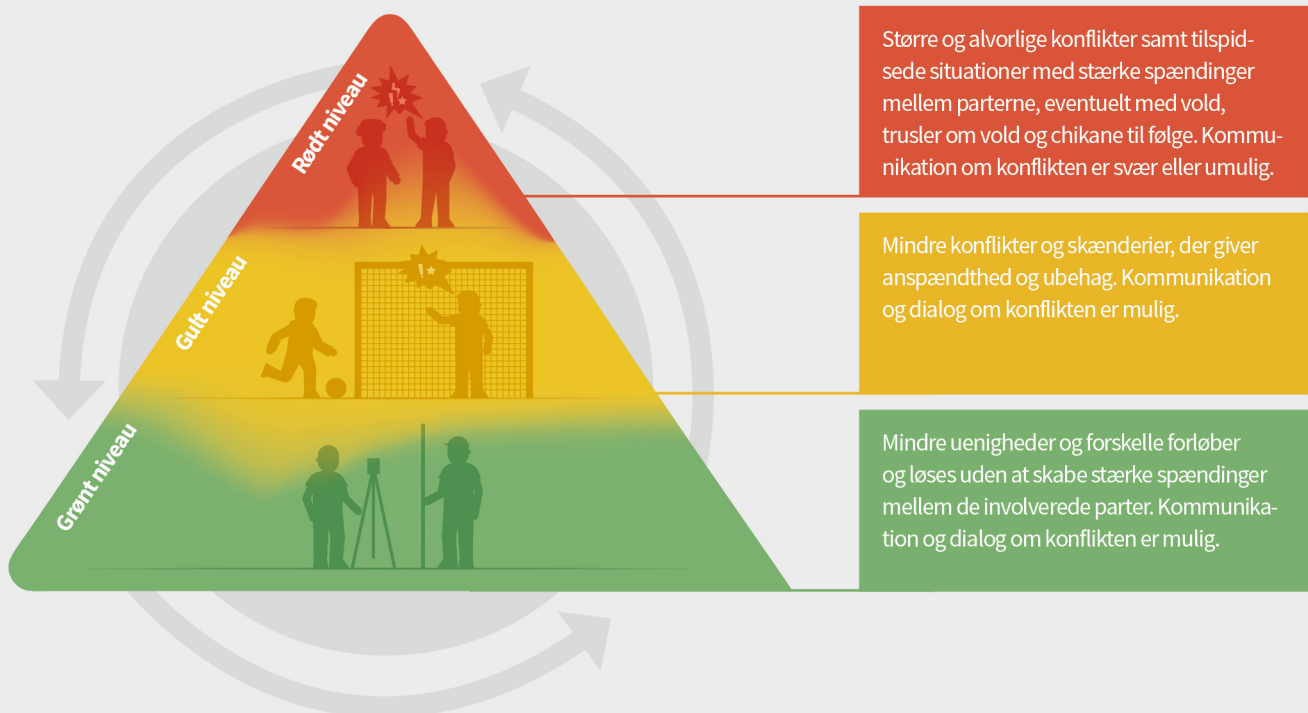 Rødt niveau
Større og alvorlige konflikter samt tilspid-
sede situationer med stærke spændinger
mellem parterne, eventuelt med vold,
trusler om vold og chikane til følge. Kommu-
nikation om konflikten er svær eller umulig.
Gult niveau
Mindre konflikter og skænderier, der giver
anspændthed og ubehag. Kommunikation
og dialog om konflikten er mulig.
Grønt niveau
Mindre uenigheder og forskelle forløber
og løses uden at skabe stærke spændinger
mellem de involverede parter. Kommunika-
tion og dialog om konflikten er mulig.